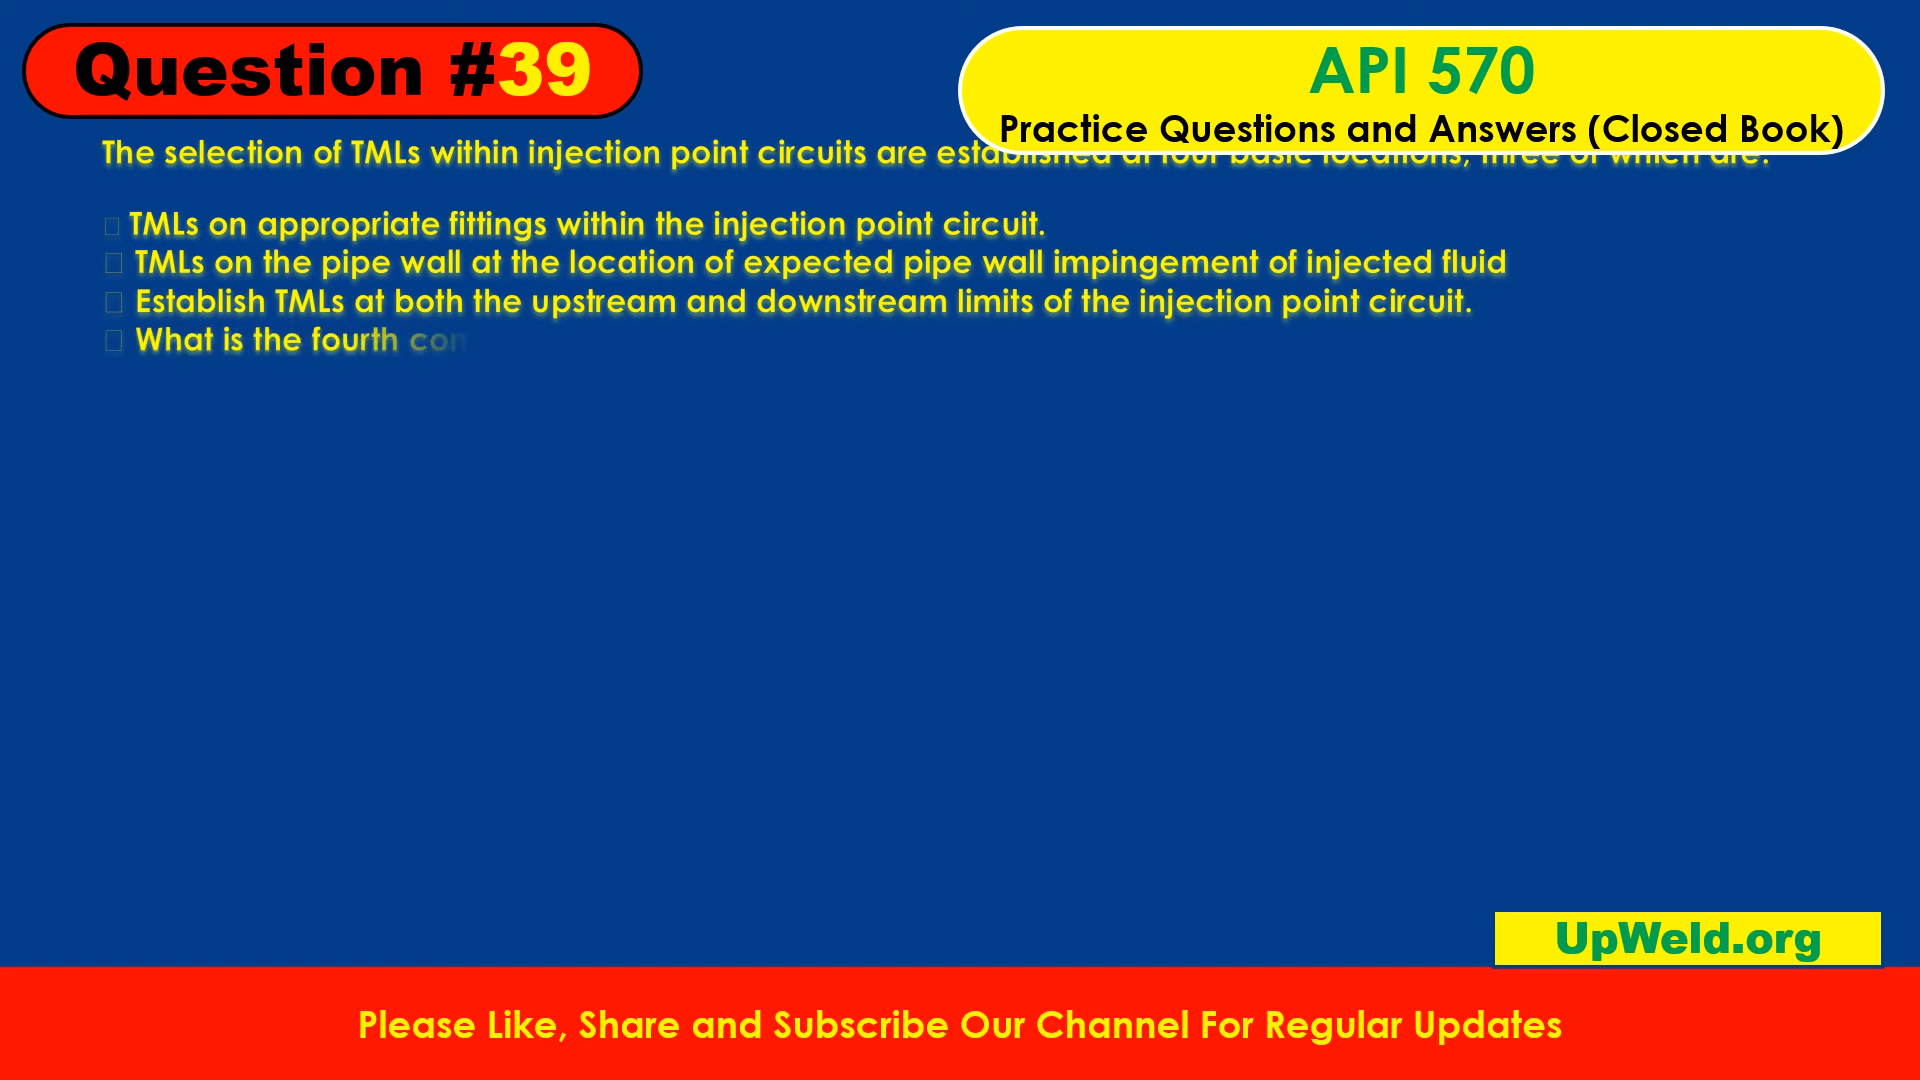 Question #39
API 570
Practice Questions and Answers (Closed Book)
The selection of TMLs within injection point circuits are established at four basic locations, three of which are:
TMLs on appropriate fittings within the injection point circuit.
TMLs on the pipe wall at the location of expected pipe wall impingement of injected fluid
Establish TMLs at both the upstream and downstream limits of the injection point circuit.
What is the fourth con
UpWeld.org
Please Like, Share and Subscribe Our Channel For Regular Updates